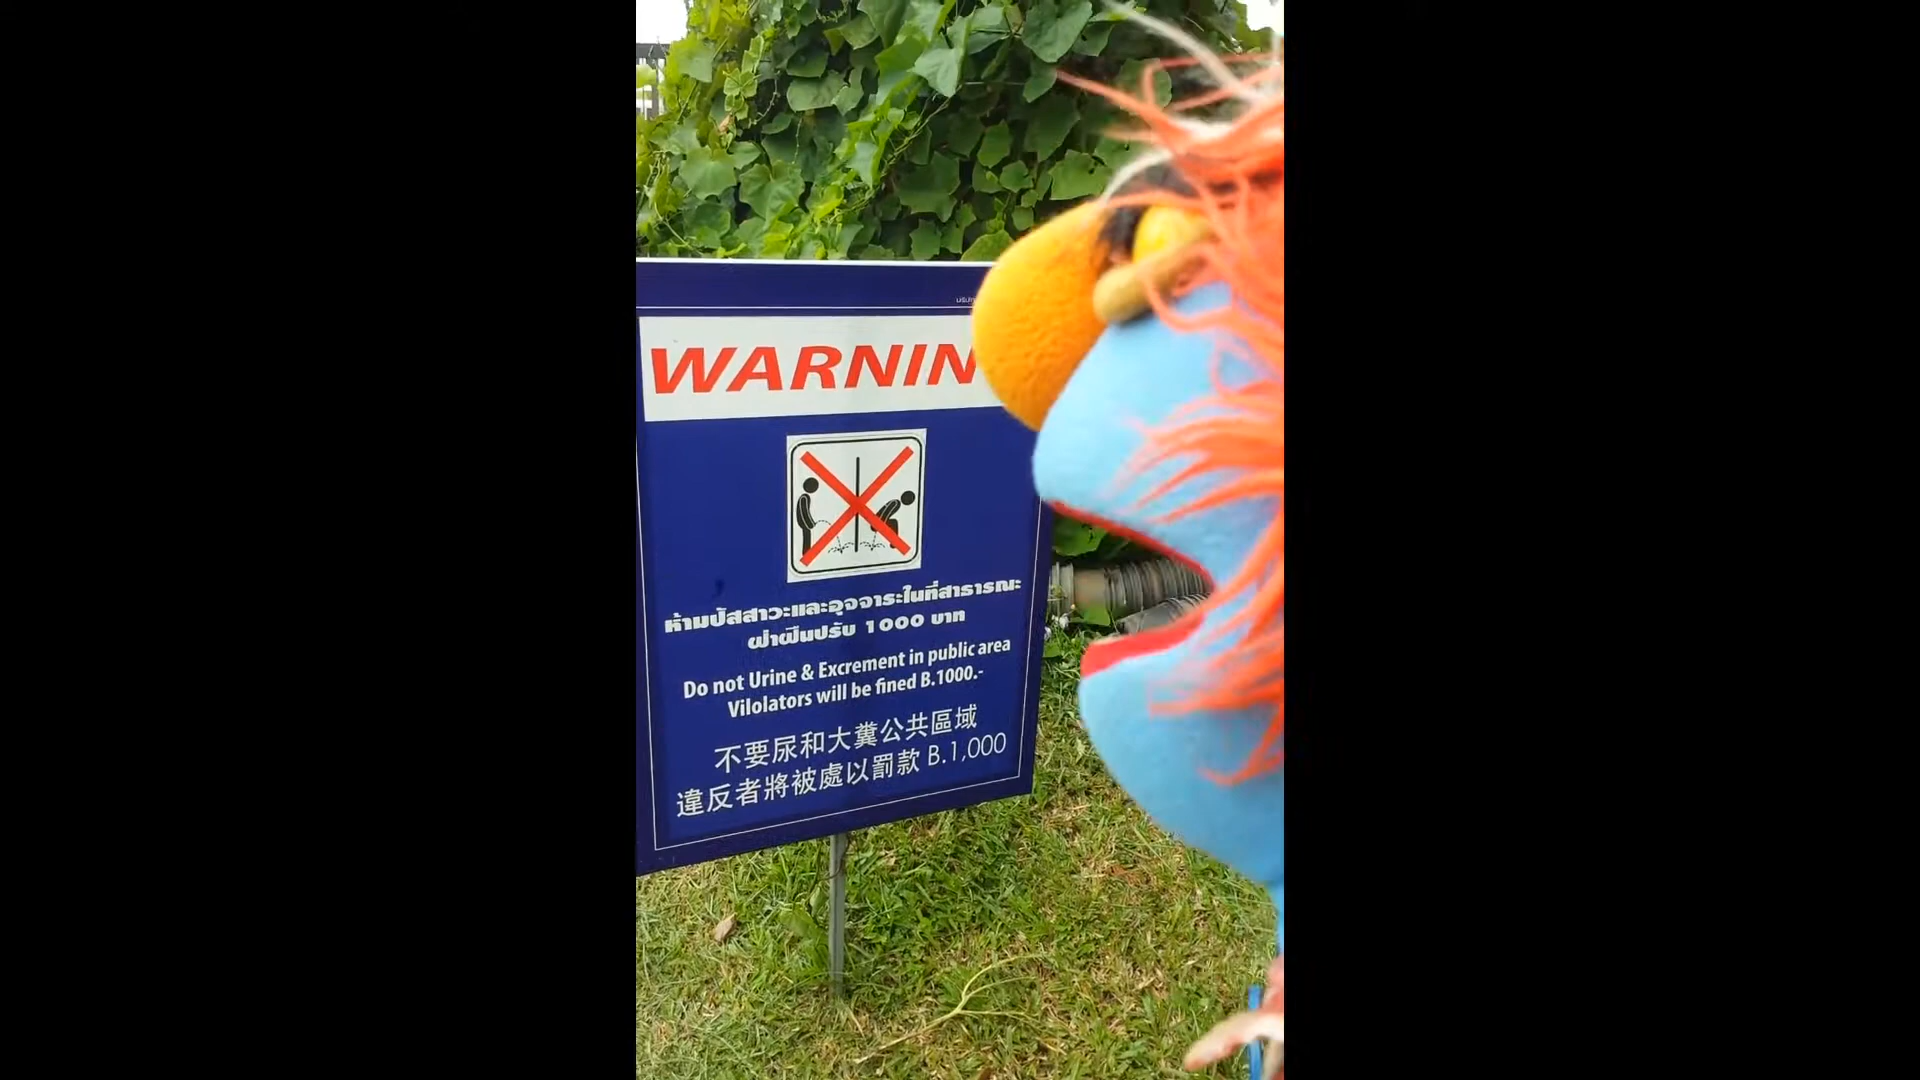 WARNIN
ห้ามปัสสาวะและอุจจาระในที่สาธารณะ
ฝ่าฝืนปรับ 1000 บาท
Do not Urine & Excrement in public area
Vilolators will be fined B.1000.-
不要尿和大糞公共區域
違反者將被處以罰款 B.1,000